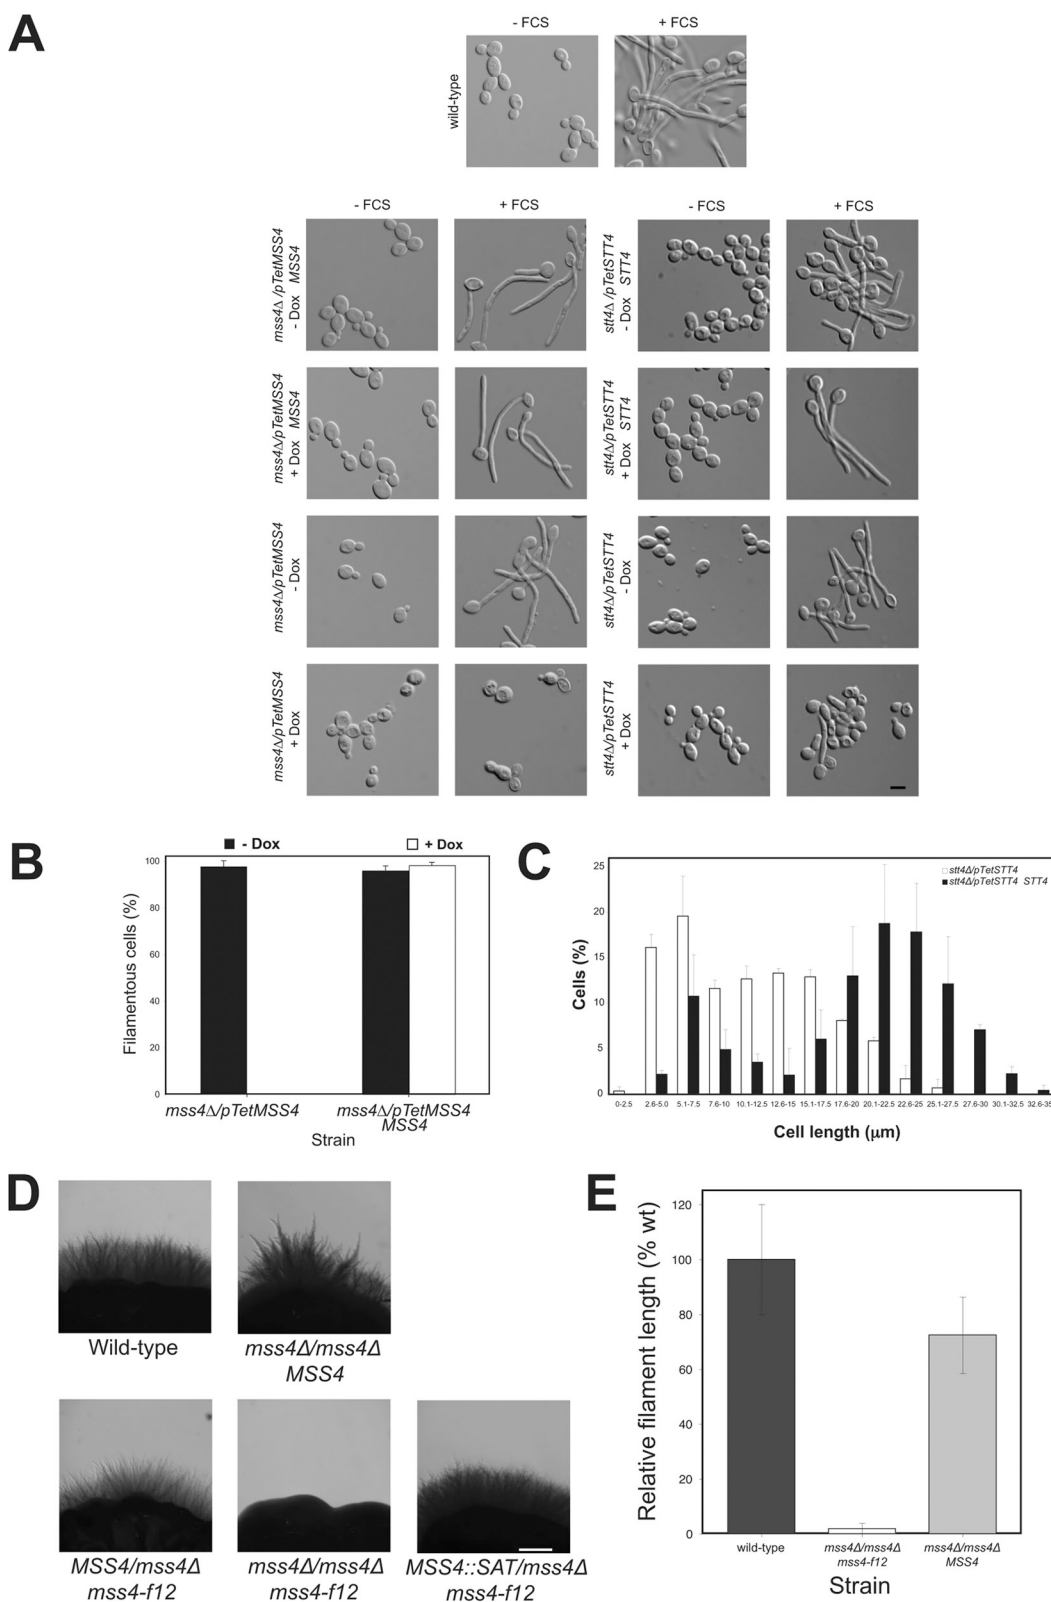 A
- FCS
+ FCS
wild-type
- FCS
+ FCS
- FCS
+ FCS
mss4Δ /pTetMSS4
- Dox MSS4
stt4Δ /pTetSTT4
- Dox STT4
mss4Δ/pTetMSS4
+ Dox MSS4
stt4Δ/pTetSTT4
+ Dox STT4
mss4Δ/pTetMSS4
- Dox
stt4Δ/pTetSTT4
- Dox
mss4Δ/pTetMSS4
+ Dox
stt4Δ/pTetSTT4
+ Dox
B
- Dox
+ Dox
Filamentous cells (%)
100
80
60
40
20
0
mss4Δ/pTetMSS4
mss4Δ/pTetMSS4
MSS4
Strain
C
stt4Δ/pTetSTT4
stt4Δ/pTetSTT4 STT4
Cells (%)
25
20
15
10
5
0
0-2.5 2.6-5.0 5.1-7.5 7.6-10 10.1-12.5 12.6-15 15.1-17.5 17.6-20 20.1-22.5 22.6-25 25.1-27.5 27.6-30 30.1-32.5 32.6-35
Cell length (μm)
D
Wild-type
mss4Δ/mss4Δ
MSS4
MSS4/mss4Δ
mss4-f12
mss4Δ/mss4Δ
mss4-f12
MSS4::SAT/mss4Δ
mss4-f12
E
Relative filament length (% wt)
120
100
80
60
40
20
0
wild-type
mss4Δ/mss4Δ
mss4-f12
mss4Δ/mss4Δ
MSS4
Strain